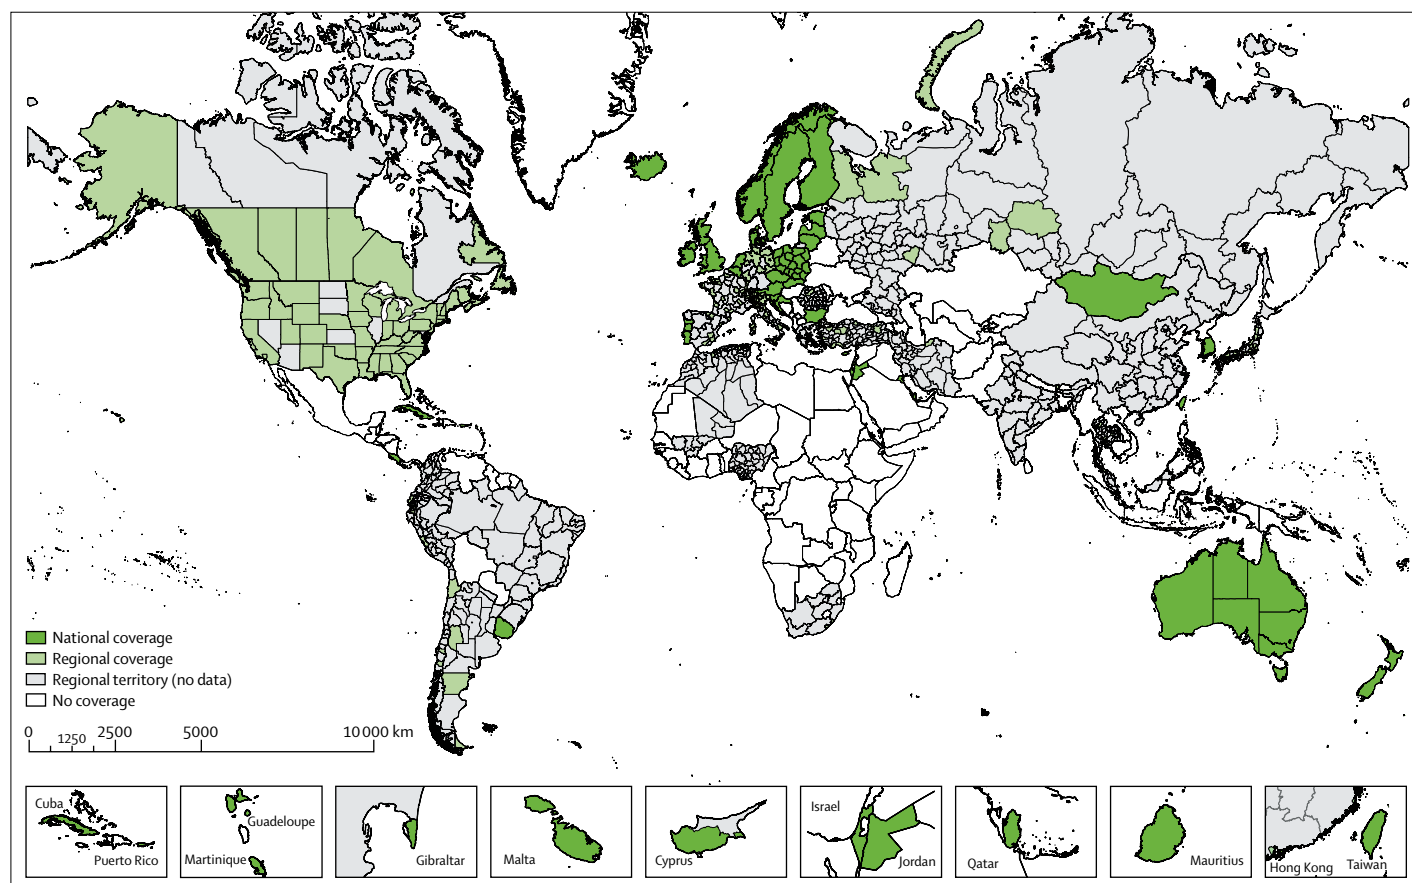 National coverage
Regional coverage
Regional territory (no data)
No coverage
0 1250 2500 5000 10 000 km
Cuba
Puerto Rico
Guadeloupe
Martinique
Gibraltar
Malta
Cyprus
Israel
Jordan
Qatar
Mauritius
Hong Kong Taiwan